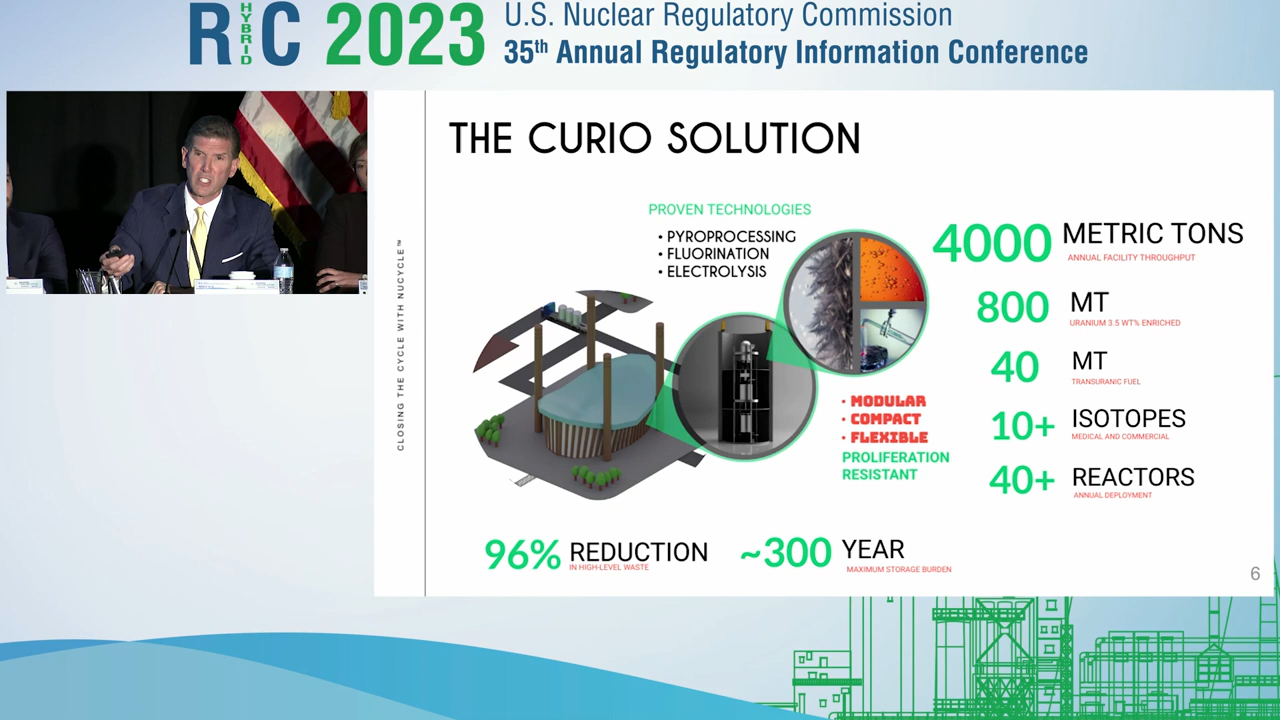 RIC 2023
HYBRID
U.S. Nuclear Regulatory Commission
35th Annual Regulatory Information Conference
CLOSING THE CYCLE WITH NUCYCLE™
THE CURIO SOLUTION
PROVEN TECHNOLOGIES
• PYROPROCESSING
• FLUORINATION
• ELECTROLYSIS
• MODULAR
• COMPACT
• FLEXIBLE
PROLIFERATION
RESISTANT
4000 METRIC TONS
ANNUAL FACILITY THROUGHPUT
800 MT
URANIUM 3.5 WT% ENRICHED
40 MT
TRANSURANIC FUEL
10+ ISOTOPES
MEDICAL AND COMMERCIAL
40+ REACTORS
ANNUAL DEPLOYMENT
96% REDUCTION
IN HIGH-LEVEL WASTE
~300 YEAR
MAXIMUM STORAGE BURDEN
6